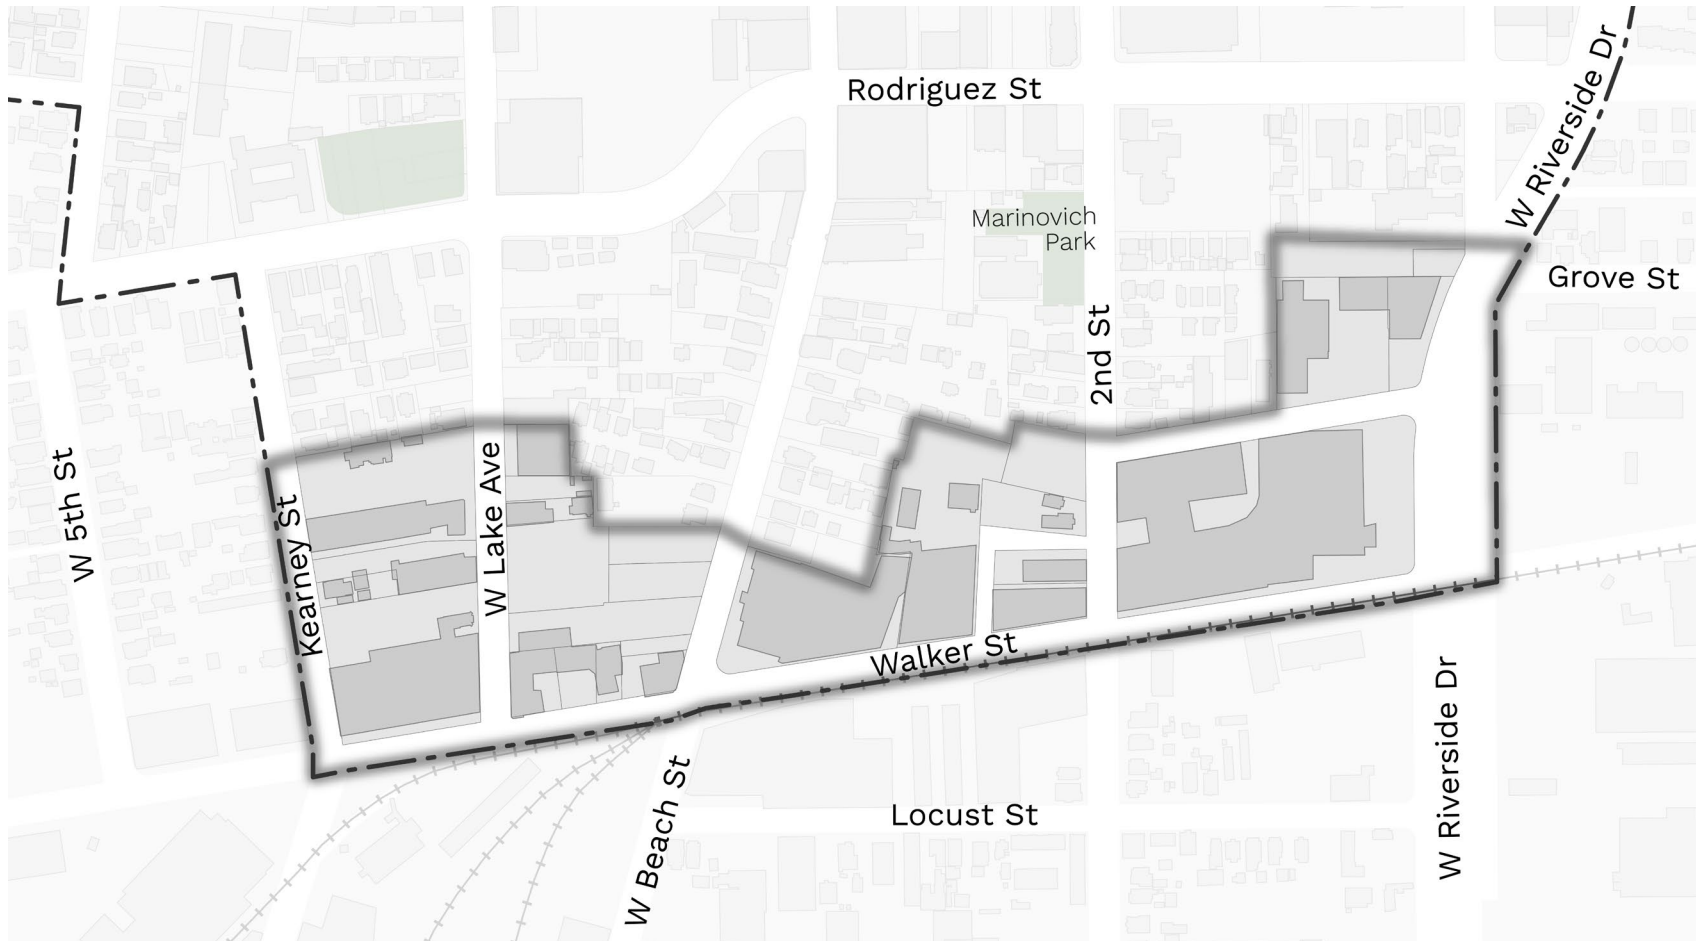 Rodriguez St
W Riverside Dr
Marinovich
Park
Grove St
2nd St
W 5th St
W Lake Ave
Kearney St
Walker St
W Beach St
Locust St
W Riverside Dr